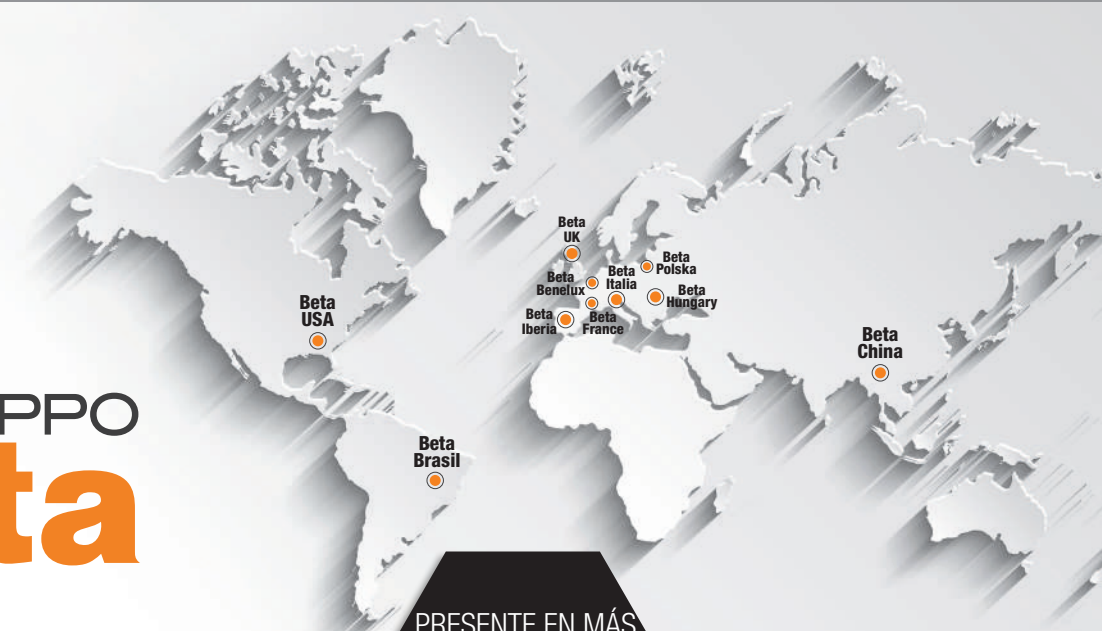 Beta
UK
Beta
Polska
Beta
Italia
Beta
Benelux
Beta
Hungary
Beta
USA
Beta
Iberia
Beta
France
Beta
China
PPO
ta
Beta
Brasil
PRESENTE EN MÁS